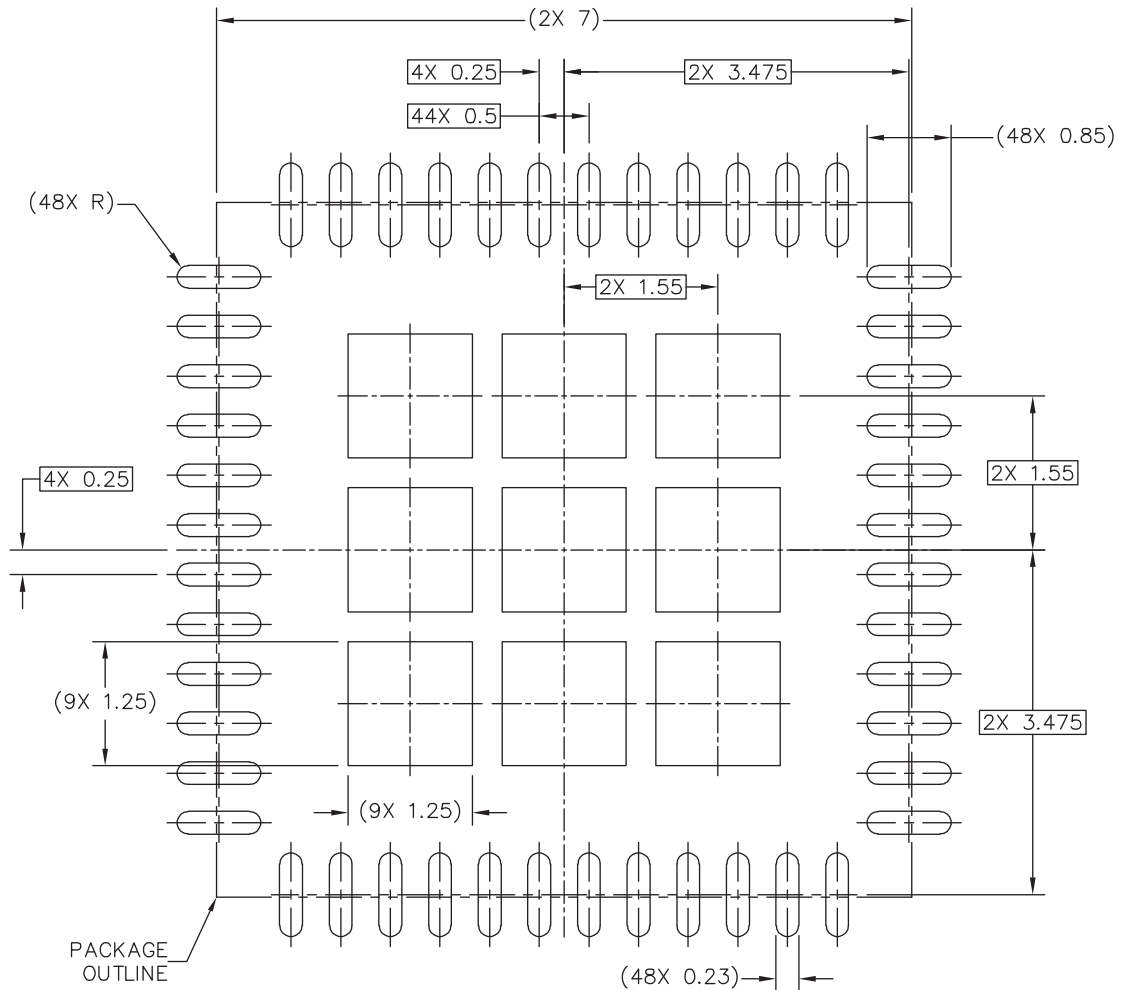 (2X 7)
4X 0.25
2X 3.475
44X 0.5
(48X 0.85)
(48X R)
2X 1.55
4X 0.25
2X 1.55
(9X 1.25)
2X 3.475
(9X 1.25)
PACKAGE
OUTLINE
(48X 0.23)